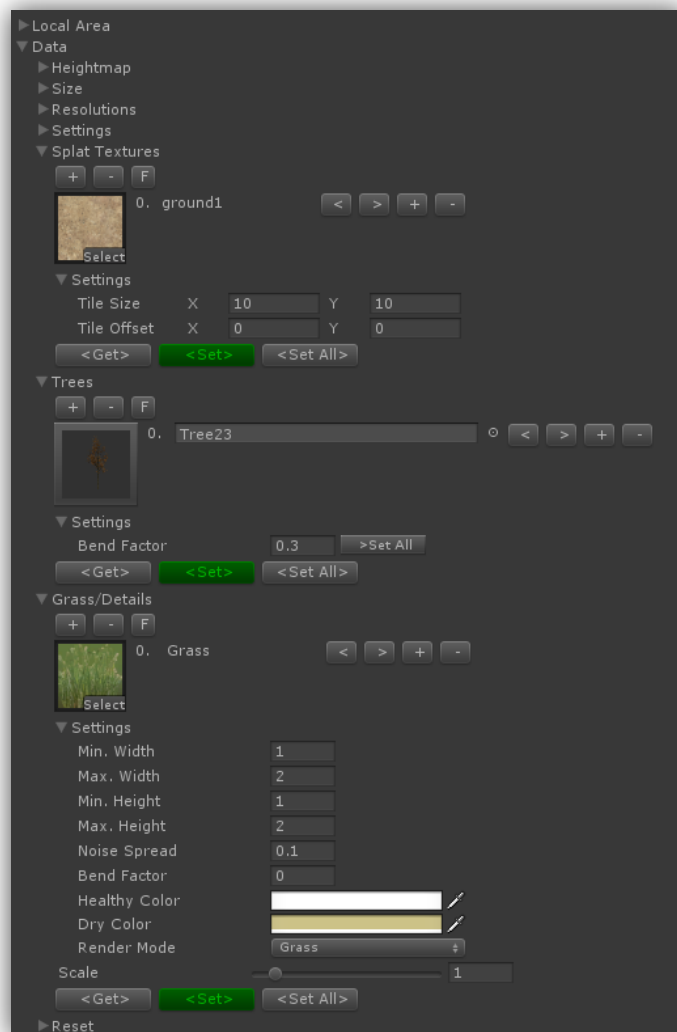 Local Area
Data
Heightmap
Size
Resolutions
Settings
Splat Textures
+ - F
0. ground1 < > + -
Select
Settings
Tile Size X 10 Y 10
Tile Offset X 0 Y 0
<Get> <Set> <Set All>
Trees
+ - F
0. Tree23 < > + -
Settings
Bend Factor 0.3 >Set All
<Get> <Set> <Set All>
Grass/Details
+ - F
0. Grass < > + -
Select
Settings
Min. Width 1
Max. Width 2
Min. Height 1
Max. Height 2
Noise Spread 0.1
Bend Factor 0
Healthy Color
Dry Color
Render Mode Grass
Scale 1
<Get> <Set> <Set All>
Reset